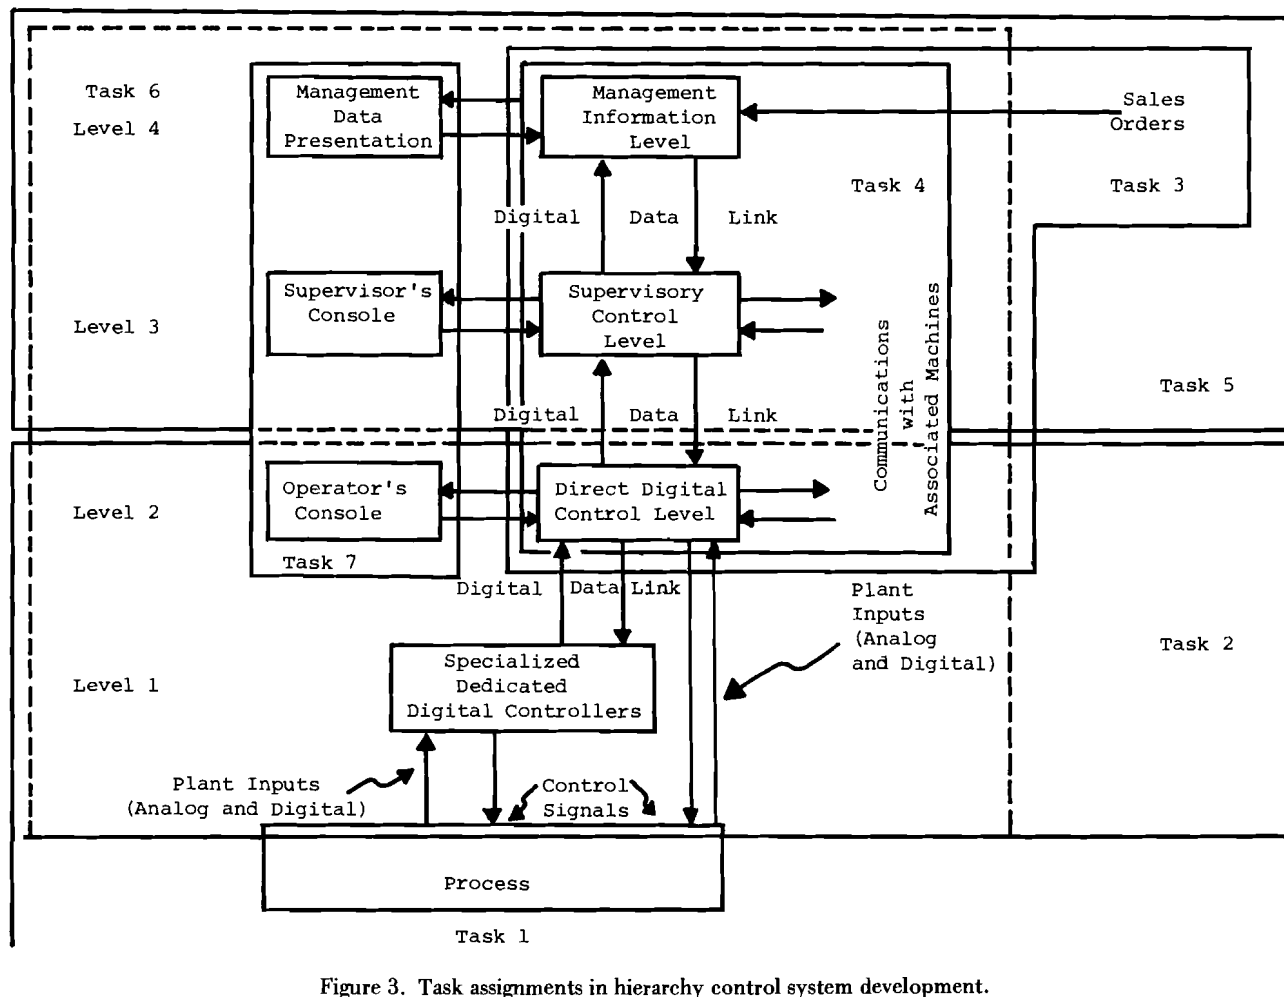 Task 6
Level 4
Management
Data
Presentation
Management
Information
Level
Sales
Orders
Task 4
Task 3
Digital Data Link
Level 3
Supervisor's
Console
Supervisory
Control
Level
Communications
with
Associated Machines
Task 5
Digital Data Link
Level 2
Operator's
Console
Direct Digital
Control Level
Task 7
Digital Data Link
Plant
Inputs
(Analog
and Digital)
Task 2
Level 1
Specialized
Dedicated
Digital Controllers
Plant Inputs
(Analog and Digital)
Control
Signals
Process
Task 1
Figure 3. Task assignments in hierarchy control system development.